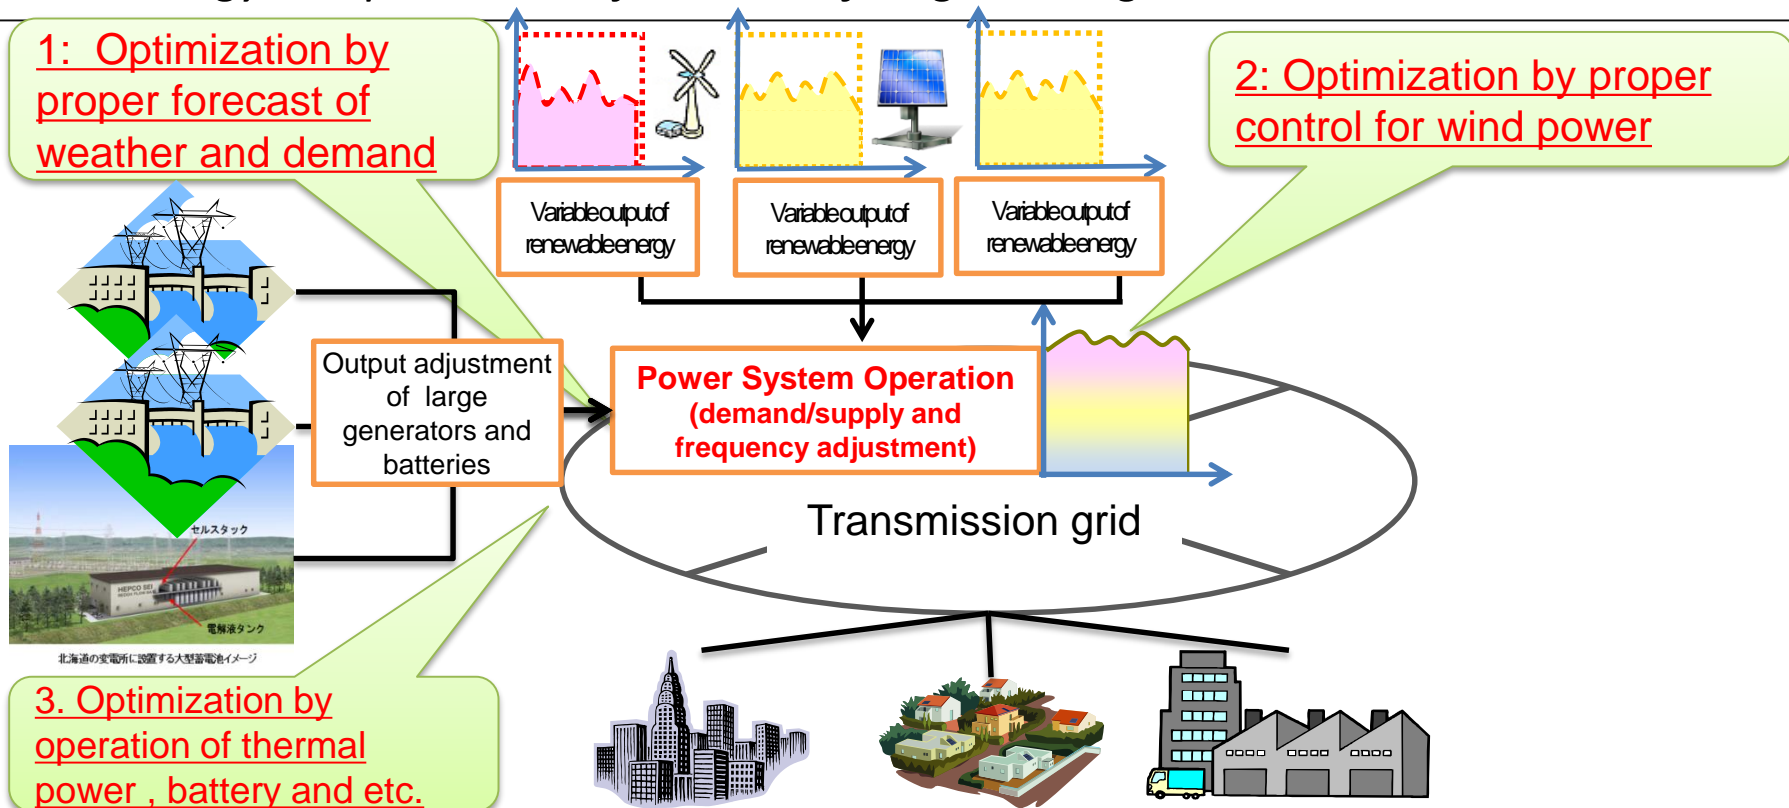 1: Optimization by
proper forecast of
weather and demand
2: Optimization by proper
control for wind power
Variable output of
renewable energy
Variable output of
renewable energy
Variable output of
renewable energy
Output adjustment
of large
generators and
batteries
Power System Operation
(demand/supply and
frequency adjustment)
Transmission grid
セルスタック
HEPCO SEI
電解液タンク
北海道の変電所に設置する大型蓄電池イメージ
3. Optimization by
operation of thermal
power , battery and etc.